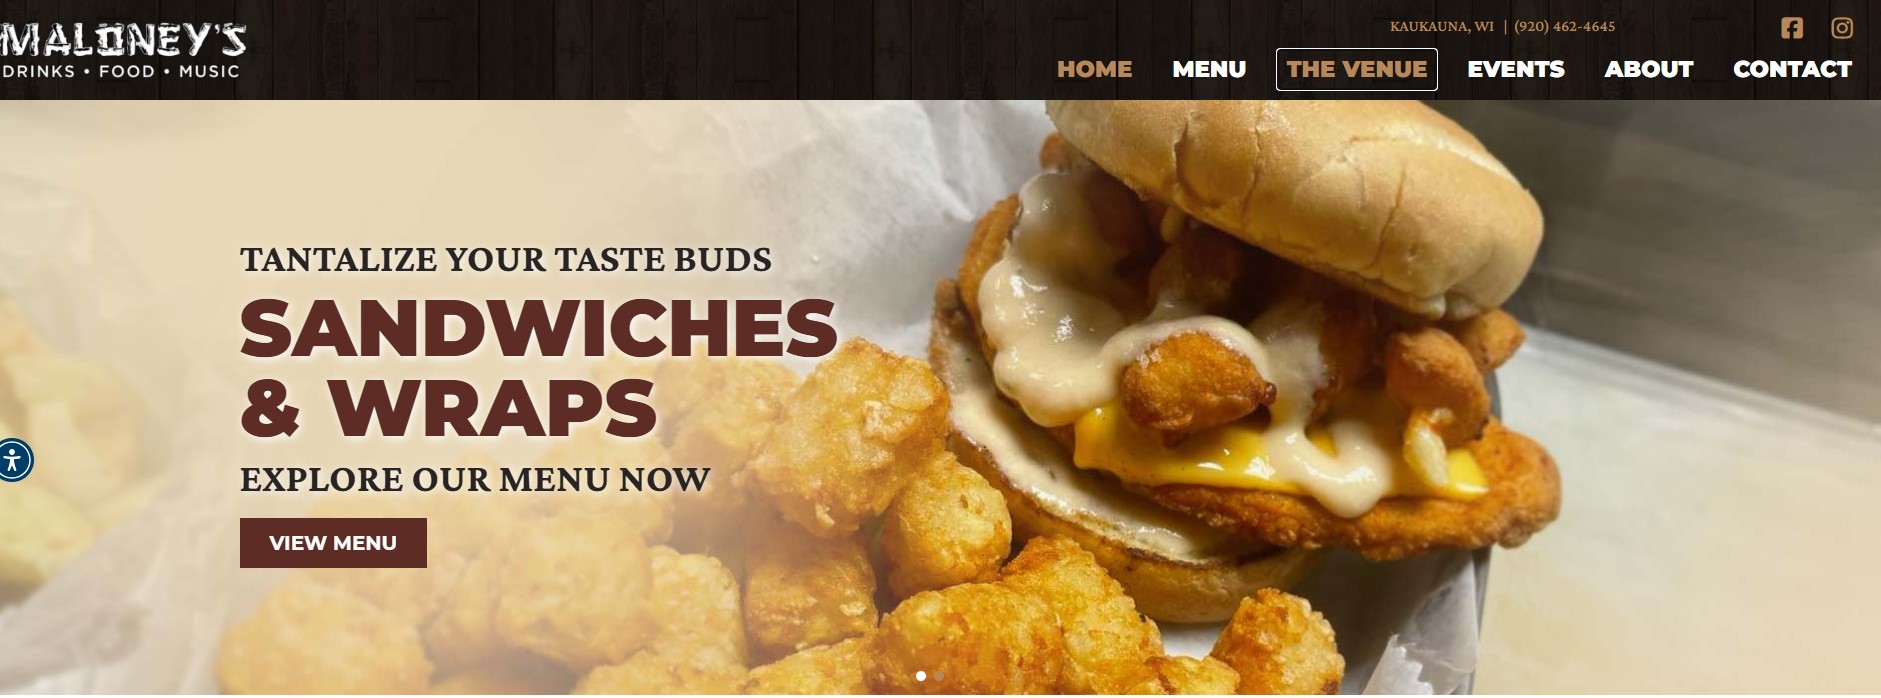 MALONEY'S
DRINKS • FOOD • MUSIC
KAUKAUNA, WI | (920) 462-4645
HOME MENU THE VENUE EVENTS ABOUT CONTACT
TANTALIZE YOUR TASTE BUDS
SANDWICHES
& WRAPS
EXPLORE OUR MENU NOW
VIEW MENU